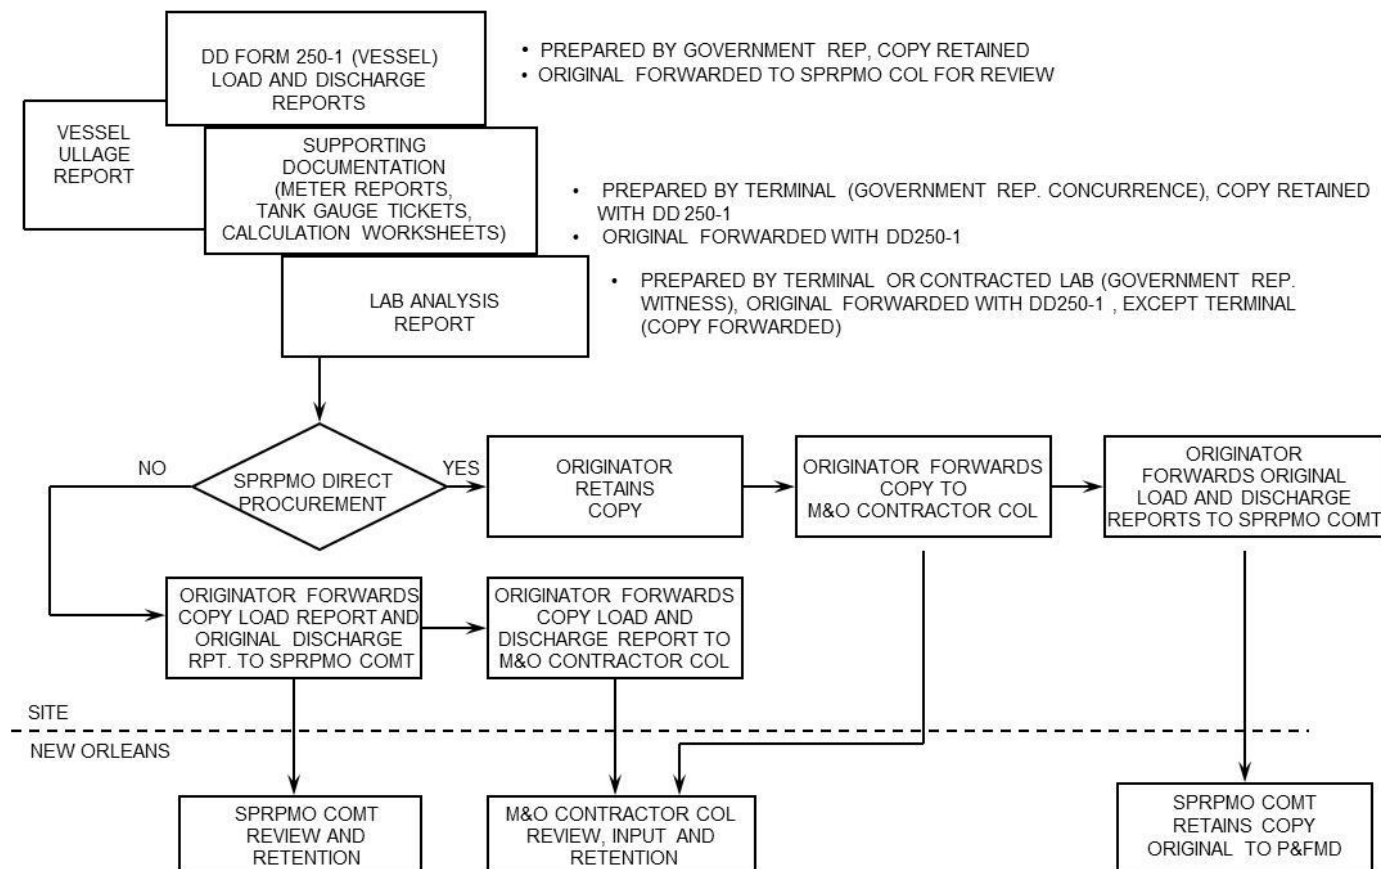 DD FORM 250-1 (VESSEL)
LOAD AND DISCHARGE
REPORTS
• PREPARED BY GOVERNMENT REP, COPY RETAINED
• ORIGINAL FORWARDED TO SPRPMO COL FOR REVIEW
VESSEL
ULLAGE
REPORT
SUPPORTING
DOCUMENTATION
(METER REPORTS,
TANK GAUGE TICKETS,
CALCULATION WORKSHEETS)
• PREPARED BY TERMINAL (GOVERNMENT REP. CONCURRENCE), COPY RETAINED
WITH DD 250-1
• ORIGINAL FORWARDED WITH DD250-1
LAB ANALYSIS
REPORT
• PREPARED BY TERMINAL OR CONTRACTED LAB (GOVERNMENT REP.
WITNESS), ORIGINAL FORWARDED WITH DD250-1 , EXCEPT TERMINAL
(COPY FORWARDED)
NO
SPRPMO DIRECT
PROCUREMENT
YES
ORIGINATOR
RETAINS
COPY
ORIGINATOR FORWARDS
COPY TO
M&O CONTRACTOR COL
ORIGINATOR
FORWARDS ORIGINAL
LOAD AND DISCHARGE
REPORTS TO SPRPMO COMT
ORIGINATOR FORWARDS
COPY LOAD REPORT AND
ORIGINAL DISCHARGE
RPT. TO SPRPMO COMT
ORIGINATOR FORWARDS
COPY LOAD AND
DISCHARGE REPORT TO
M&O CONTRACTOR COL
SITE
NEW ORLEANS
SPRPMO COMT
REVIEW AND
RETENTION
M&O CONTRACTOR COL
REVIEW, INPUT AND
RETENTION
SPRPMO COMT
RETAINS COPY
ORIGINAL TO P&FMD